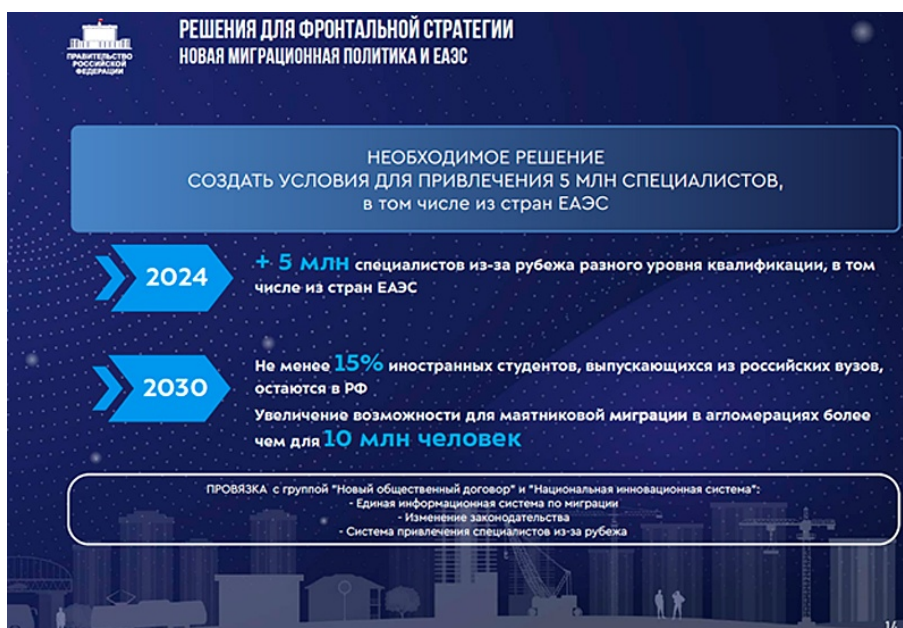 РЕШЕНИЯ ДЛЯ ФРОНТАЛЬНОЙ СТРАТЕГИИ
НОВАЯ МИГРАЦИОННАЯ ПОЛИТИКА И ЕАЭС
ПРАВИТЕЛЬСТВО
РОССИЙСКОЙ
ФЕДЕРАЦИИ
НЕОБХОДИМОЕ РЕШЕНИЕ
СОЗДАТЬ УСЛОВИЯ ДЛЯ ПРИВЛЕЧЕНИЯ 5 МЛН СПЕЦИАЛИСТОВ,
в том числе из стран ЕАЭС
2024
+ 5 млн специалистов из-за рубежа разного уровня квалификации, в том
числе из стран ЕАЭС
2030
Не менее 15% иностранных студентов, выпускающихся из российских вузов,
остаются в РФ
Увеличение возможности для маятниковой миграции в агломерациях более
чем для 10 млн человек
ПРОВЯЗКА с группой "Новый общественный договор" и "Национальная инновационная система":
- Единая информационная система по миграции
- Изменение законодательства
- Система привлечения специалистов из-за рубежа
14